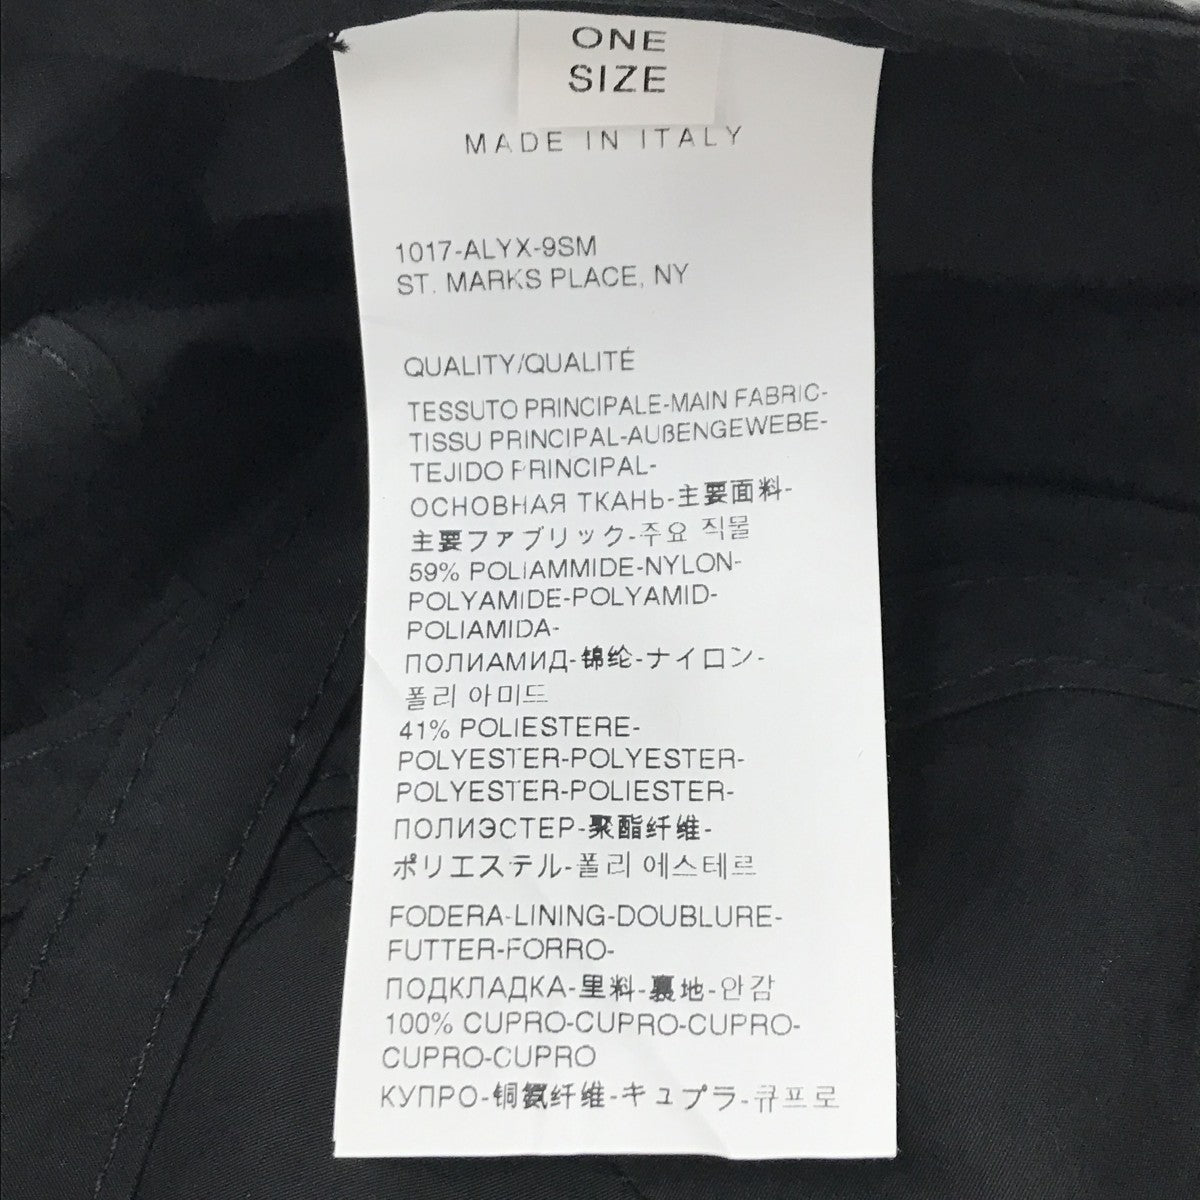 ONE
SIZE
MADE IN ITALY
1017-ALYX-9SM
ST. MARKS PLACE, NY
QUALITY/QUALITÉ
TESSUTO PRINCIPALE-MAIN FABRIC-
TISSU PRINCIPAL-AUßENGEWEBE-
TEJIDO PRINCIPAL-
ОСНОВНАЯ ТКАНЬ-主要面料-
主要ファブリック-주요 직물
59% POLIAMMIDE-NYLON-
POLYAMIDE-POLYAMID-
POLIAMIDA-
ПОЛИАМИД-锦纶-ナイロン-
폴리 아미드
41% POLIESTERE-
POLYESTER-POLYESTER-
POLYESTER-POLIESTER-
ПОЛИЭСТЕР-聚酯纤维-
ポリエステル-폴리 에스테르
FODERA-LINING-DOUBLURE-
FUTTER-FORRO-
ПОДКЛАДКА-里料-裏地-안감
100% CUPRO-CUPRO-CUPRO-
CUPRO-CUPRO
КУПРО-铜氨纤维-キュプラ-큐프로